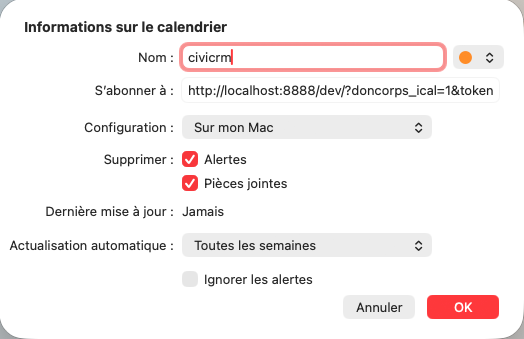 Informations sur le calendrier
Nom : civicrm
S'abonner à : http://localhost:8888/dev/?doncorps_ical=1&token
Configuration : Sur mon Mac
Supprimer : Alertes
Pièces jointes
Dernière mise à jour : Jamais
Actualisation automatique : Toutes les semaines
Ignorer les alertes
Annuler OK